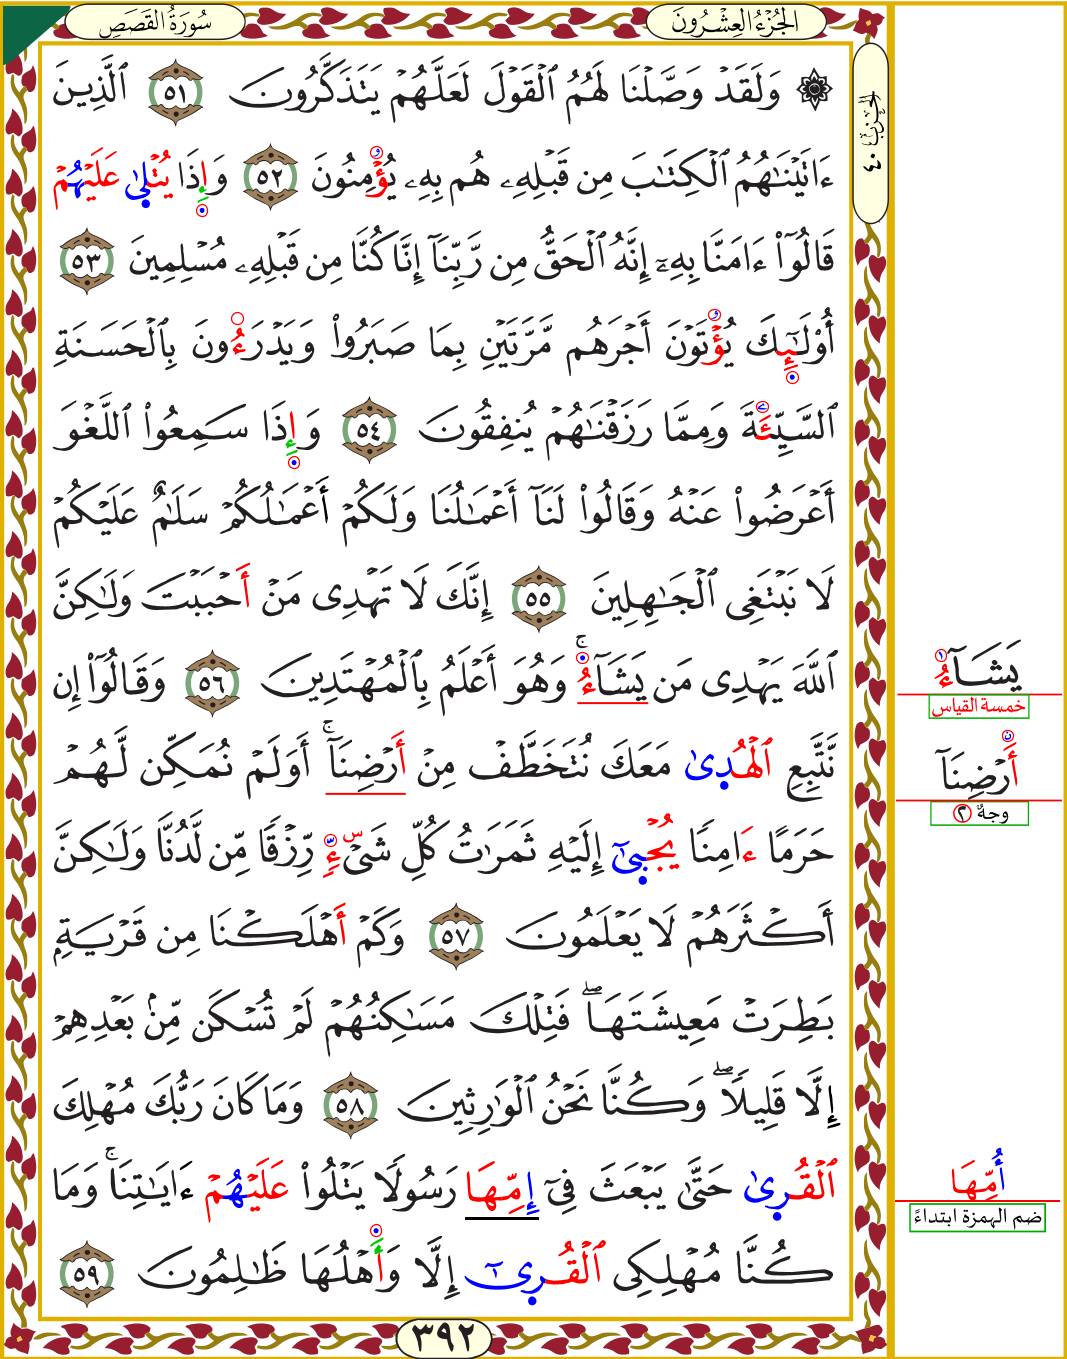 سُورَةُ القَصَصِ
الجُزْءُ العِشْرُونَ
الحزب ٤٠
۞ وَلَقَدْ وَصَّلْنَا لَهُمُ ٱلْقَوْلَ لَعَلَّهُمْ يَتَذَكَّرُونَ ٥١ ٱلَّذِينَ
ءَاتَيْنَٰهُمُ ٱلْكِتَٰبَ مِن قَبْلِهِۦ هُم بِهِۦ يُؤْمِنُونَ ٥٢ وَإِذَا يُتْلَىٰ عَلَيْهِمْ
قَالُوٓا۟ ءَامَنَّا بِهِۦٓ إِنَّهُ ٱلْحَقُّ مِن رَّبِّنَآ إِنَّا كُنَّا مِن قَبْلِهِۦ مُسْلِمِينَ ٥٣
أُو۟لَٰٓئِكَ يُؤْتَوْنَ أَجْرَهُم مَّرَّتَيْنِ بِمَا صَبَرُوا۟ وَيَدْرَءُونَ بِٱلْحَسَنَةِ
ٱلسَّيِّئَةَ وَمِمَّا رَزَقْنَٰهُمْ يُنفِقُونَ ٥٤ وَإِذَا سَمِعُوا۟ ٱللَّغْوَ
أَعْرَضُوا۟ عَنْهُ وَقَالُوا۟ لَنَآ أَعْمَٰلُنَا وَلَكُمْ أَعْمَٰلُكُمْ سَلَٰمٌ عَلَيْكُمْ
لَا نَبْتَغِى ٱلْجَٰهِلِينَ ٥٥ إِنَّكَ لَا تَهْدِى مَنْ أَحْبَبْتَ وَلَٰكِنَّ
ٱللَّهَ يَهْدِى مَن يَشَآءُۚ وَهُوَ أَعْلَمُ بِٱلْمُهْتَدِينَ ٥٦ وَقَالُوٓا۟ إِن
نَّتَّبِعِ ٱلْهُدَىٰ مَعَكَ نُتَخَطَّفْ مِنْ أَرْضِنَآۚ أَوَلَمْ نُمَكِّن لَّهُمْ
حَرَمًا ءَامِنًا يُجْبَىٰٓ إِلَيْهِ ثَمَرَٰتُ كُلِّ شَىْءٍ رِّزْقًا مِّن لَّدُنَّا وَلَٰكِنَّ
أَكْثَرَهُمْ لَا يَعْلَمُونَ ٥٧ وَكَمْ أَهْلَكْنَا مِن قَرْيَةٍۭ
بَطِرَتْ مَعِيشَتَهَاۖ فَتِلْكَ مَسَٰكِنُهُمْ لَمْ تُسْكَن مِّنۢ بَعْدِهِمْ
إِلَّا قَلِيلًاۖ وَكُنَّا نَحْنُ ٱلْوَٰرِثِينَ ٥٨ وَمَا كَانَ رَبُّكَ مُهْلِكَ
ٱلْقُرَىٰ حَتَّىٰ يَبْعَثَ فِىٓ إِمِّهَا رَسُولًا يَتْلُوا۟ عَلَيْهُمْ ءَايَٰتِنَاۚ وَمَا
كُنَّا مُهْلِكِى ٱلْقُرَىٰٓ إِلَّا وَأَهْلُهَا ظَٰلِمُونَ ٥٩
يَشَآءُ
خمسة القياس
أَرْضِنَآ
وجهٌ ٢
أُمِّهَا
ضم الهمزة ابتداءً
٣٩٢